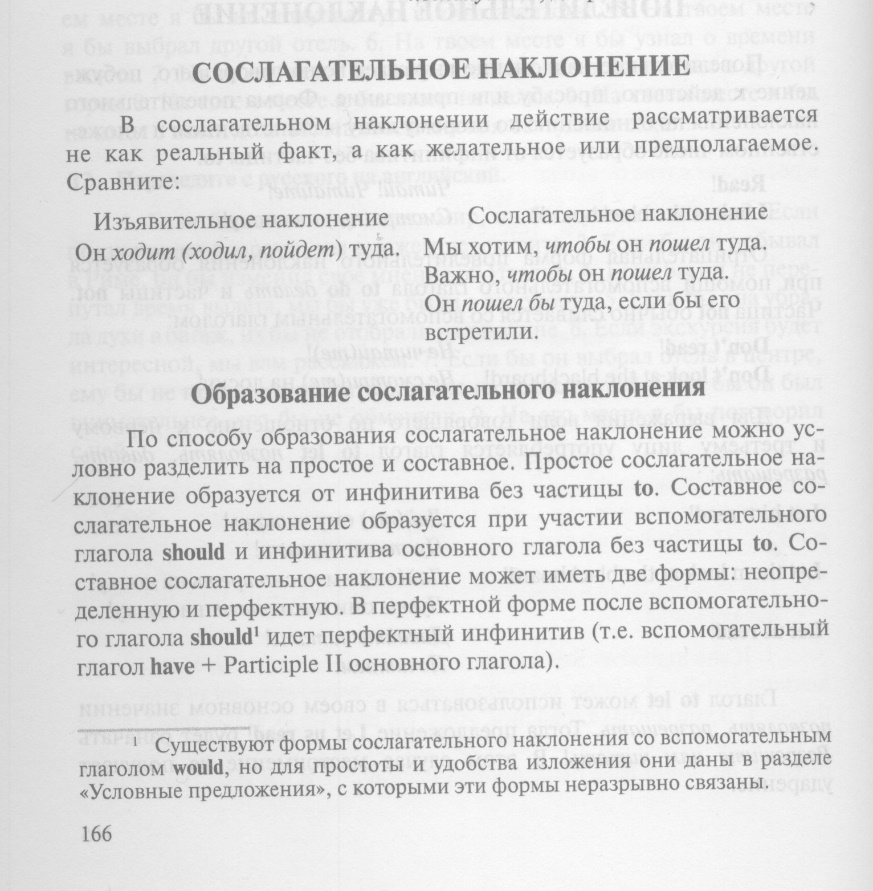 СОСЛАГАТЕЛЬНОЕ НАКЛОНЕНИЕ
В сослагательном наклонении действие рассматривается
не как реальный факт, а как желательное или предполагаемое.
Сравните:
Изъявительное наклонение
Он ходит (ходил, пойдет) туда.
Сослагательное наклонение
Мы хотим, чтобы он пошел туда.
Важно, чтобы он пошел туда.
Он пошел бы туда, если бы его
встретили.
Образование сослагательного наклонения
По способу образования сослагательное наклонение можно ус-
ловно разделить на простое и составное. Простое сослагательное на-
клонение образуется от инфинитива без частицы to. Составное со-
слагательное наклонение образуется при участии вспомогательного
глагола should и инфинитива основного глагола без частицы to. Со-
ставное сослагательное наклонение может иметь две формы: неопре-
деленную и перфектную. В перфектной форме после вспомогательно-
го глагола should¹ идет перфектный инфинитив (т.е. вспомогательный
глагол have + Participle II основного глагола).
¹ Существуют формы сослагательного наклонения со вспомогательным
глаголом would, но для простоты и удобства изложения они даны в разделе
«Условные предложения», с которыми эти формы неразрывно связаны.
166